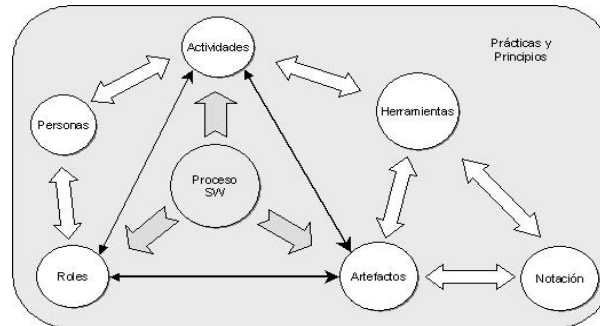 Actividades
Prácticas y
Principios
Personas
Herramientas
Proceso
SW
Roles
Artefactos
Notación